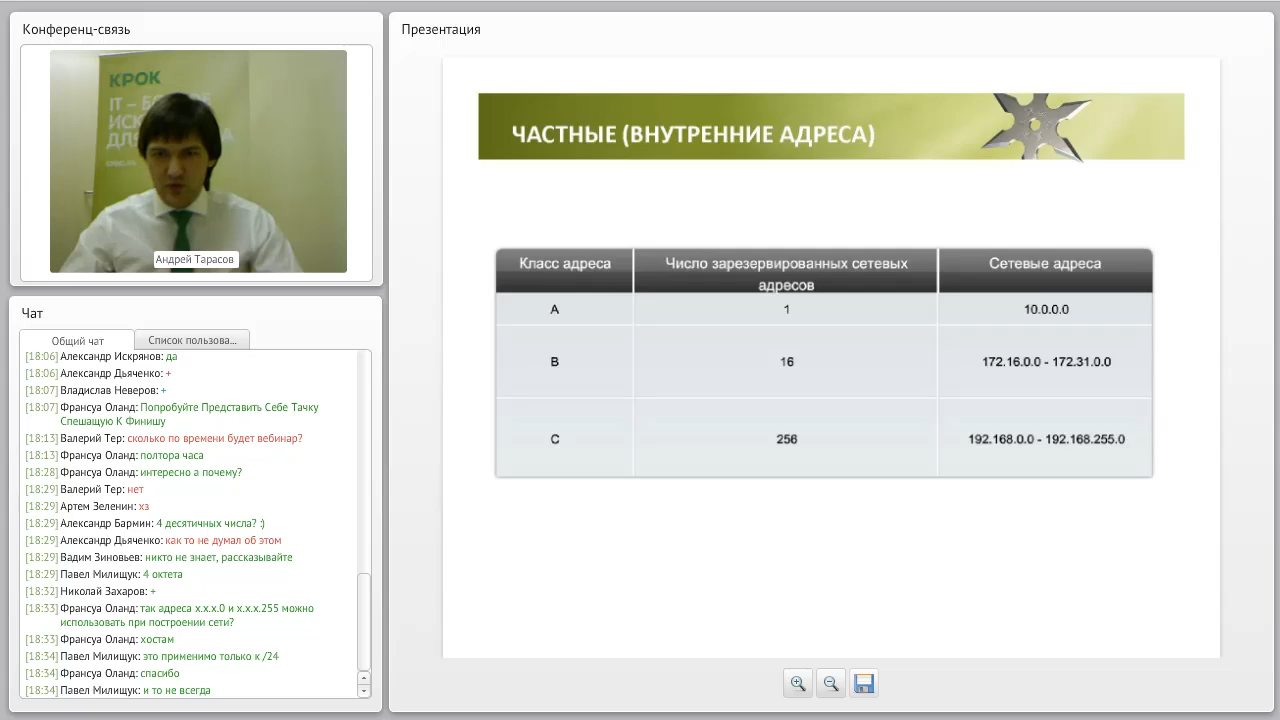 Конференц-связь
КРОК
Андрей Тарасов
Чат
Общий чат
Список пользова...
[18:06] Александр Искрянов: да
[18:06] Александр Дьяченко: +
[18:07] Владислав Неверов: +
[18:07] Франсуа Оланд: Попробуйте Представить Себе Тачку
Спешащую К Финишу
[18:13] Валерий Тер: сколько по времени будет вебинар?
[18:13] Франсуа Оланд: полтора часа
[18:28] Франсуа Оланд: интересно а почему?
[18:29] Валерий Тер: нет
[18:29] Артем Зеленин: хз
[18:29] Александр Бармин: 4 десятичных числа? :)
[18:29] Александр Дьяченко: как то не думал об этом
[18:29] Вадим Зиновьев: никто не знает, рассказывайте
[18:29] Павел Милищук: 4 октета
[18:32] Николай Захаров: +
[18:33] Франсуа Оланд: так адреса x.x.x.0 и x.x.x.255 можно
использовать при построении сети?
[18:33] Франсуа Оланд: хостам
[18:34] Павел Милищук: это применимо только к /24
[18:34] Франсуа Оланд: спасибо
[18:34] Павел Милищук: и то не всегда
Презентация
ЧАСТНЫЕ (ВНУТРЕННИЕ АДРЕСА)
Класс адреса
Число зарезервированных сетевых
адресов
Сетевые адреса
A
1
10.0.0.0
B
16
172.16.0.0 - 172.31.0.0
C
256
192.168.0.0 - 192.168.255.0